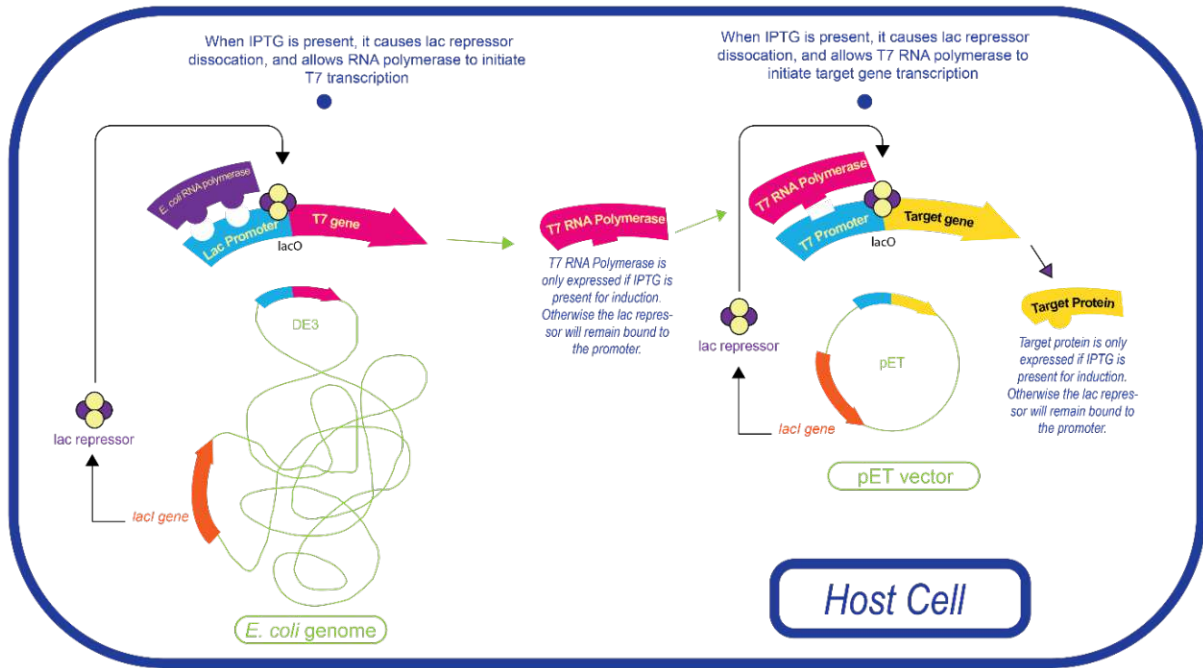 When IPTG is present, it causes lac repressor
dissocation, and allows RNA polymerase to initiate
T7 transcription
When IPTG is present, it causes lac repressor
dissocation, and allows T7 RNA polymerase to
initiate target gene transcription
E. coli RNA polymerase
Lac Promoter
T7 gene
lacO
T7 RNA Polymerase
T7 RNA Polymerase is
only expressed if IPTG is
present for induction.
Otherwise the lac repres-
sor will remain bound to
the promoter.
T7 RNA Polymerase
T7 Promoter
Target gene
lacO
Target Protein
Target protein is only
expressed if IPTG is
present for induction.
Otherwise the lac repres-
sor will remain bound to
the promoter.
DE3
lac repressor
lacI gene
E. coli genome
lac repressor
pET
lacI gene
pET vector
Host Cell